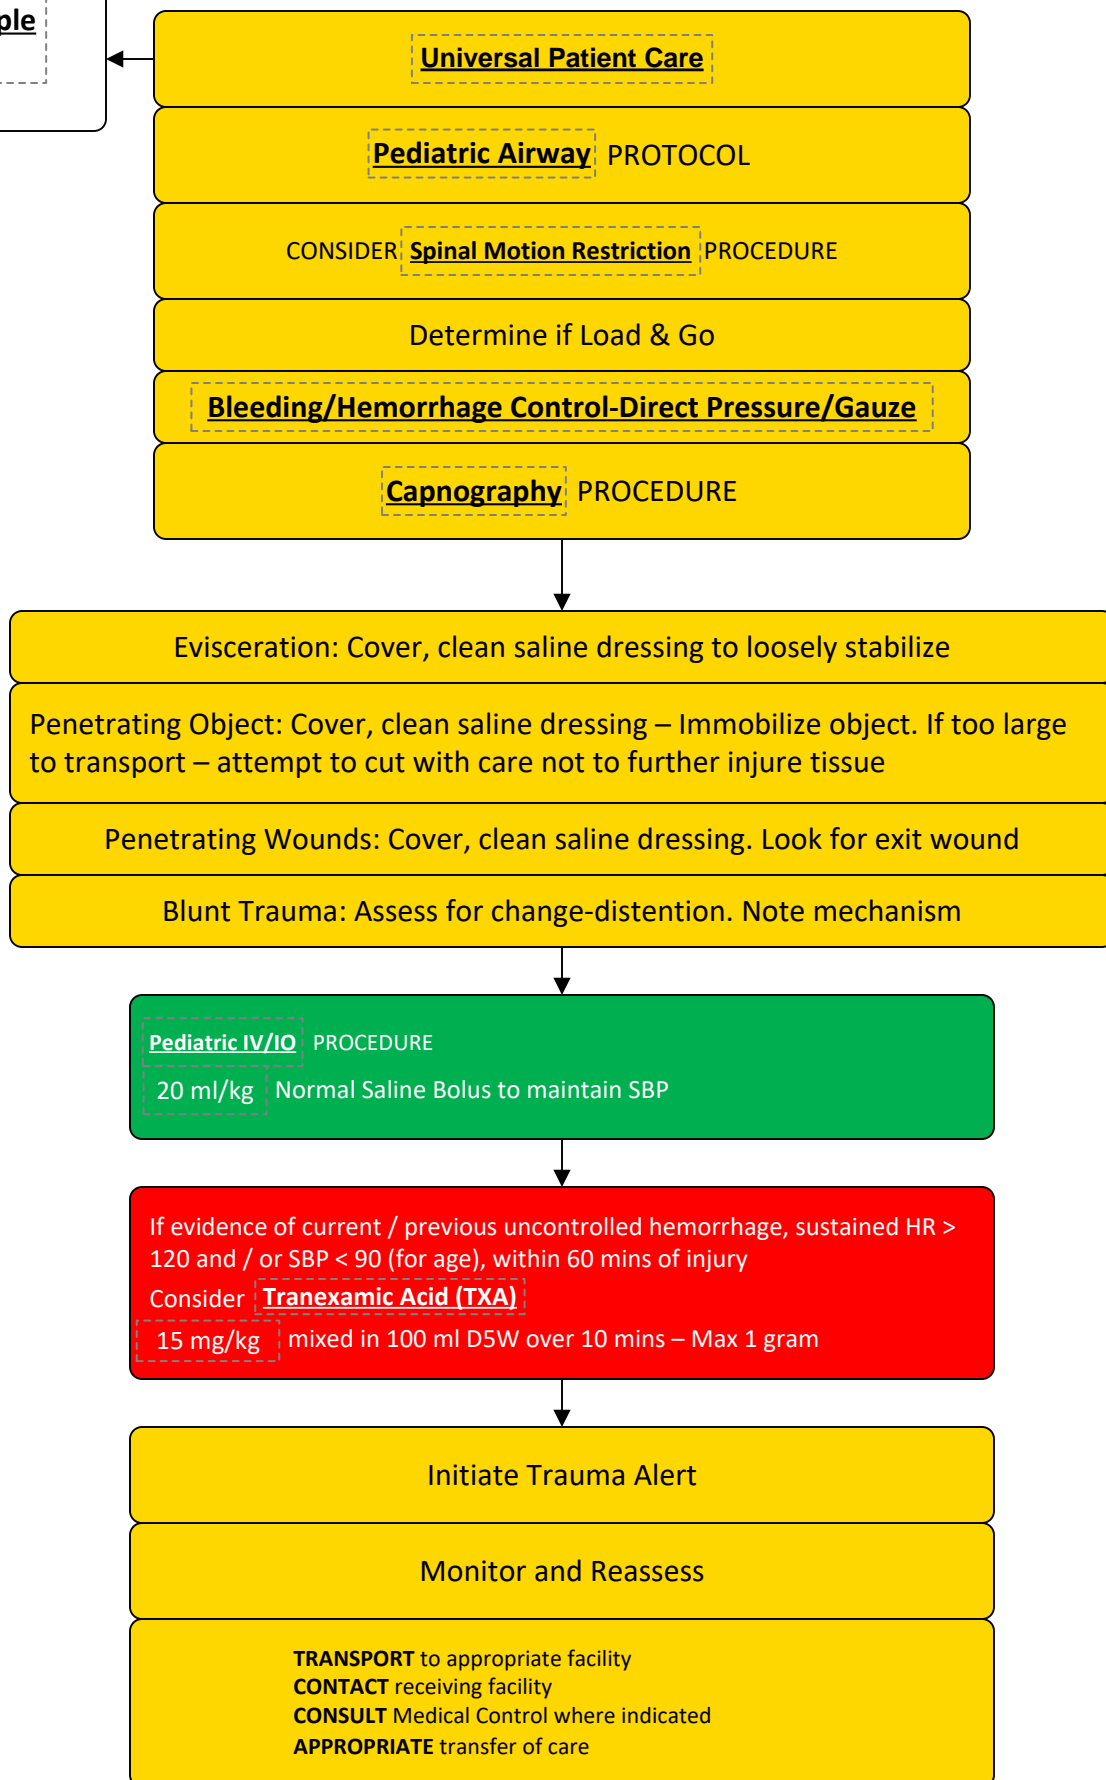 Universal Patient Care
Pediatric Airway PROTOCOL
CONSIDER Spinal Motion Restriction PROCEDURE
Determine if Load & Go
Bleeding/Hemorrhage Control-Direct Pressure/Gauze
Capnography PROCEDURE
Evisceration: Cover, clean saline dressing to loosely stabilize
Penetrating Object: Cover, clean saline dressing – Immobilize object. If too large
to transport – attempt to cut with care not to further injure tissue
Penetrating Wounds: Cover, clean saline dressing. Look for exit wound
Blunt Trauma: Assess for change-distention. Note mechanism
Pediatric IV/IO PROCEDURE
20 ml/kg Normal Saline Bolus to maintain SBP
If evidence of current / previous uncontrolled hemorrhage, sustained HR >
120 and / or SBP < 90 (for age), within 60 mins of injury
Consider Tranexamic Acid (TXA)
15 mg/kg mixed in 100 ml D5W over 10 mins – Max 1 gram
Initiate Trauma Alert
Monitor and Reassess
TRANSPORT to appropriate facility
CONTACT receiving facility
CONSULT Medical Control where indicated
APPROPRIATE transfer of care